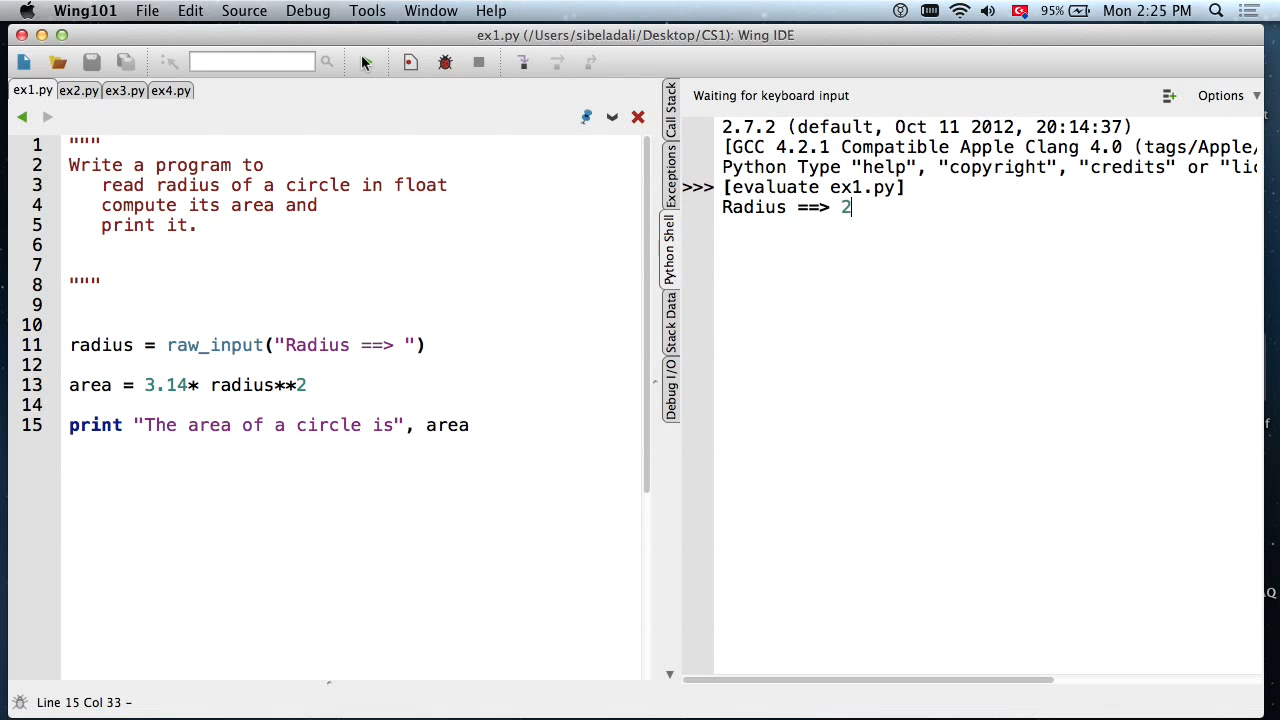 Wing101 File Edit Source Debug Tools Window Help 95% Mon 2:25 PM
ex1.py (/Users/sibeladali/Desktop/CS1): Wing IDE
ex1.py ex2.py ex3.py ex4.py
1 """
2 Write a program to
3 read radius of a circle in float
4 compute its area and
5 print it.
6
7
8 """
9
10
11 radius = raw_input("Radius ==> ")
12
13 area = 3.14* radius**2
14
15 print "The area of a circle is", area
Line 15 Col 33 –
Call Stack
Exceptions
Python Shell
Stack Data
Debug I/O
Waiting for keyboard input Options
2.7.2 (default, Oct 11 2012, 20:14:37)
[GCC 4.2.1 Compatible Apple Clang 4.0 (tags/Apple/
Python Type "help", "copyright", "credits" or "lic
>>> [evaluate ex1.py]
Radius ==> 2